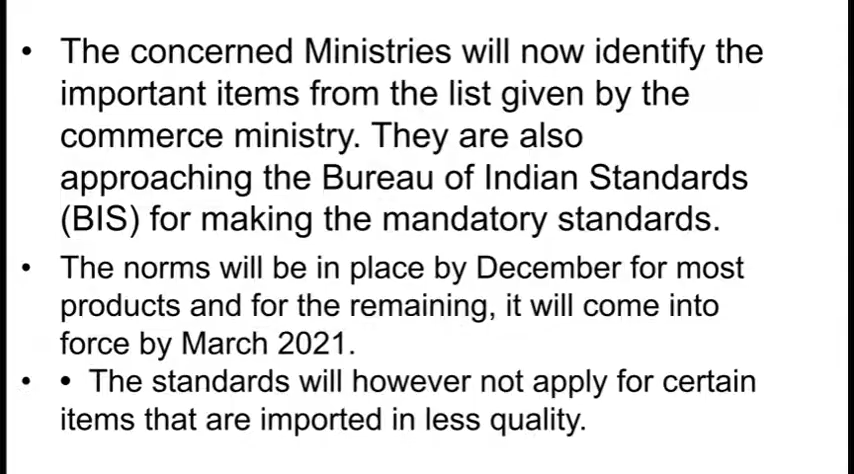 • The concerned Ministries will now identify the
important items from the list given by the
commerce ministry. They are also
approaching the Bureau of Indian Standards
(BIS) for making the mandatory standards.
• The norms will be in place by December for most
products and for the remaining, it will come into
force by March 2021.
• • The standards will however not apply for certain
items that are imported in less quality.